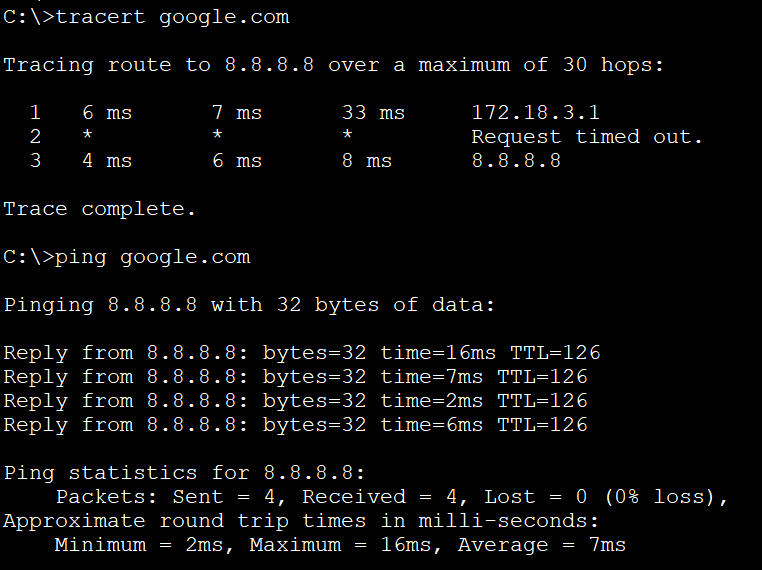 C:\>tracert google.com
Tracing route to 8.8.8.8 over a maximum of 30 hops:
1 6 ms 7 ms 33 ms 172.18.3.1
2 * * * Request timed out.
3 4 ms 6 ms 8 ms 8.8.8.8
Trace complete.
C:\>ping google.com
Pinging 8.8.8.8 with 32 bytes of data:
Reply from 8.8.8.8: bytes=32 time=16ms TTL=126
Reply from 8.8.8.8: bytes=32 time=7ms TTL=126
Reply from 8.8.8.8: bytes=32 time=2ms TTL=126
Reply from 8.8.8.8: bytes=32 time=6ms TTL=126
Ping statistics for 8.8.8.8:
Packets: Sent = 4, Received = 4, Lost = 0 (0% loss),
Approximate round trip times in milli-seconds:
Minimum = 2ms, Maximum = 16ms, Average = 7ms